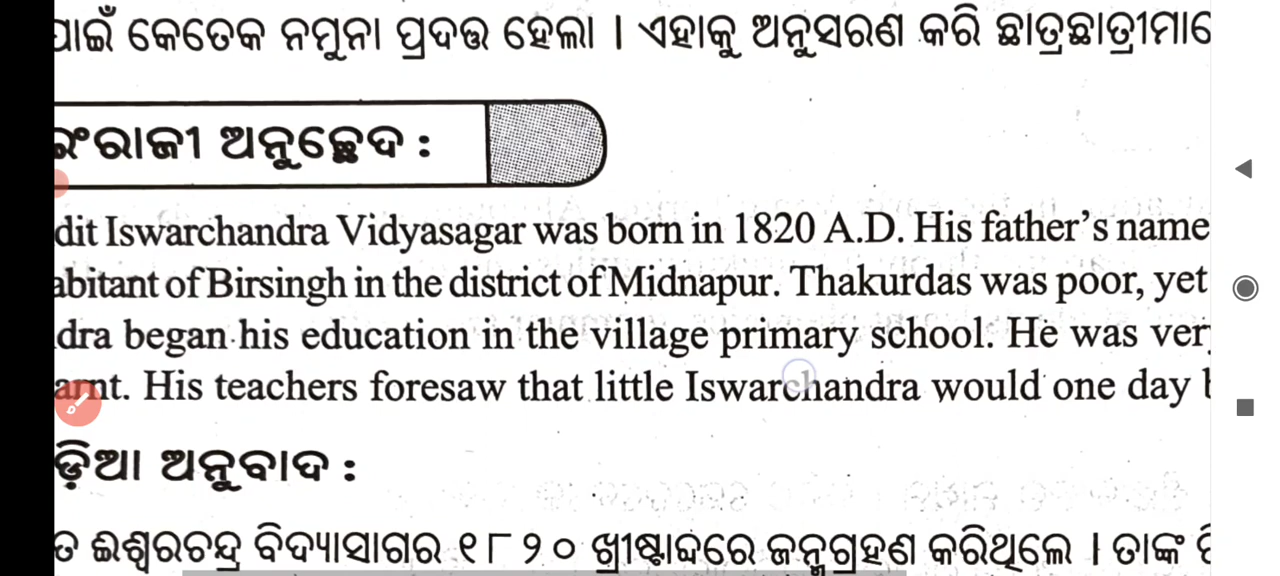 ପାଇଁ କେତେକ ନମୁନା ପ୍ରଦତ୍ତ ହେଲା । ଏହାକୁ ଅନୁସରଣ କରି ଛାତ୍ରଛାତ୍ରୀମାନେ
ଇଂରାଜୀ ଅନୁଚ୍ଛେଦ :
dit Iswarchandra Vidyasagar was born in 1820 A.D. His father's name
abitant of Birsingh in the district of Midnapur. Thakurdas was poor, yet
dra began his education in the village primary school. He was very
arnt. His teachers foresaw that little Iswarchandra would one day
ଡ଼ିଆ ଅନୁବାଦ :
ତ ଈଶ୍ୱରଚନ୍ଦ୍ର ବିଦ୍ୟାସାଗର ୧୮୨୦ ଖ୍ରୀଷ୍ଟାବ୍ଦରେ ଜନ୍ମଗ୍ରହଣ କରିଥିଲେ । ତାଙ୍କ